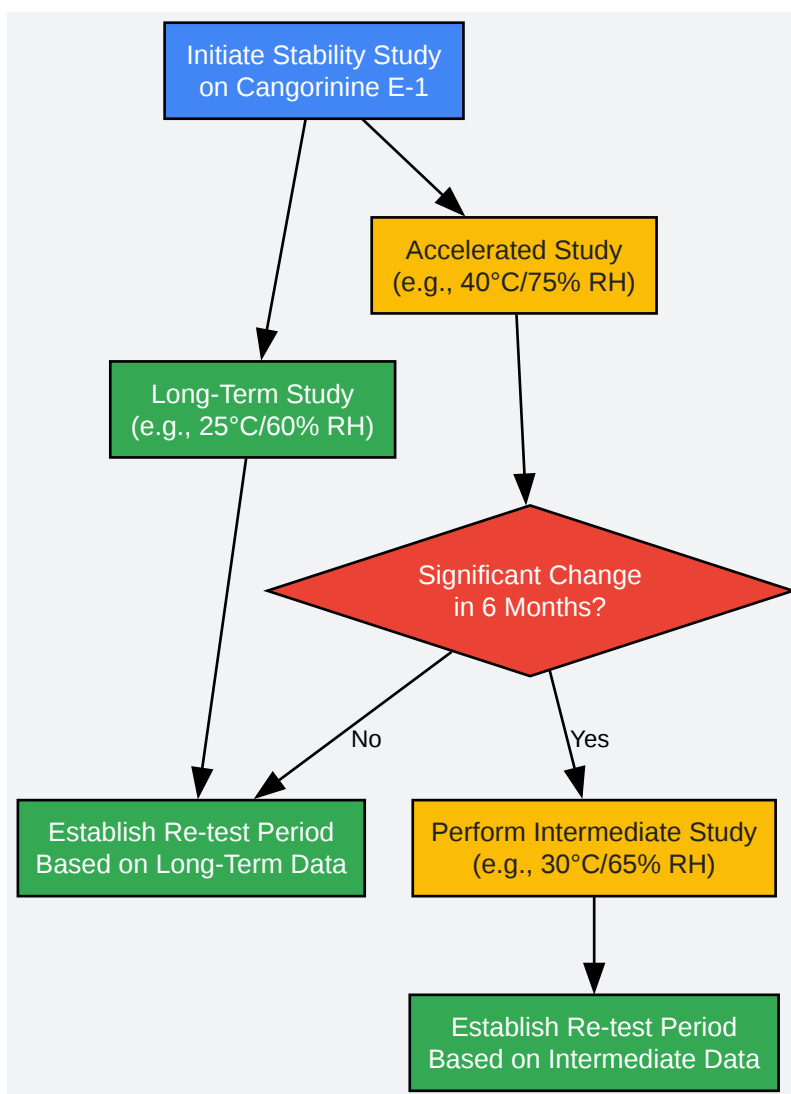 Initiate Stability Study
on Cangorinine E-1
Accelerated Study
(e.g., 40°C/75% RH)
Long-Term Study
(e.g., 25°C/60% RH)
Significant Change
in 6 Months?
No
Yes
Establish Re-test Period
Based on Long-Term Data
Perform Intermediate Study
(e.g., 30°C/65% RH)
Establish Re-test Period
Based on Intermediate Data